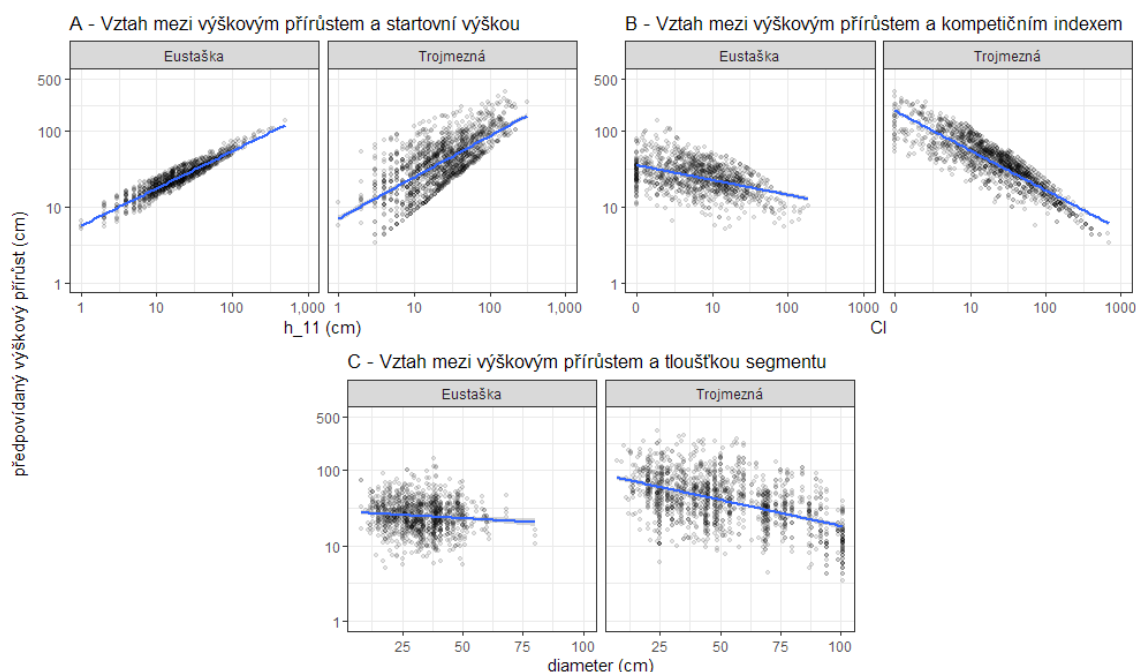 A - Vztah mezi výškovým přírůstem a startovní výškou
B - Vztah mezi výškovým přírůstem a kompetičním indexem
Eustaška
Trojmezná
Eustaška
Trojmezná
500
100
10
1
500
100
10
1
1
10
100
1,000
1
10
100
1,000
h_11 (cm)
0
10
100
1000
0
10
100
1000
CI
předpovídaný výškový přírůst (cm)
C - Vztah mezi výškovým přírůstem a tloušťkou segmentu
Eustaška
Trojmezná
500
100
10
1
25
50
75
100
25
50
75
100
diameter (cm)